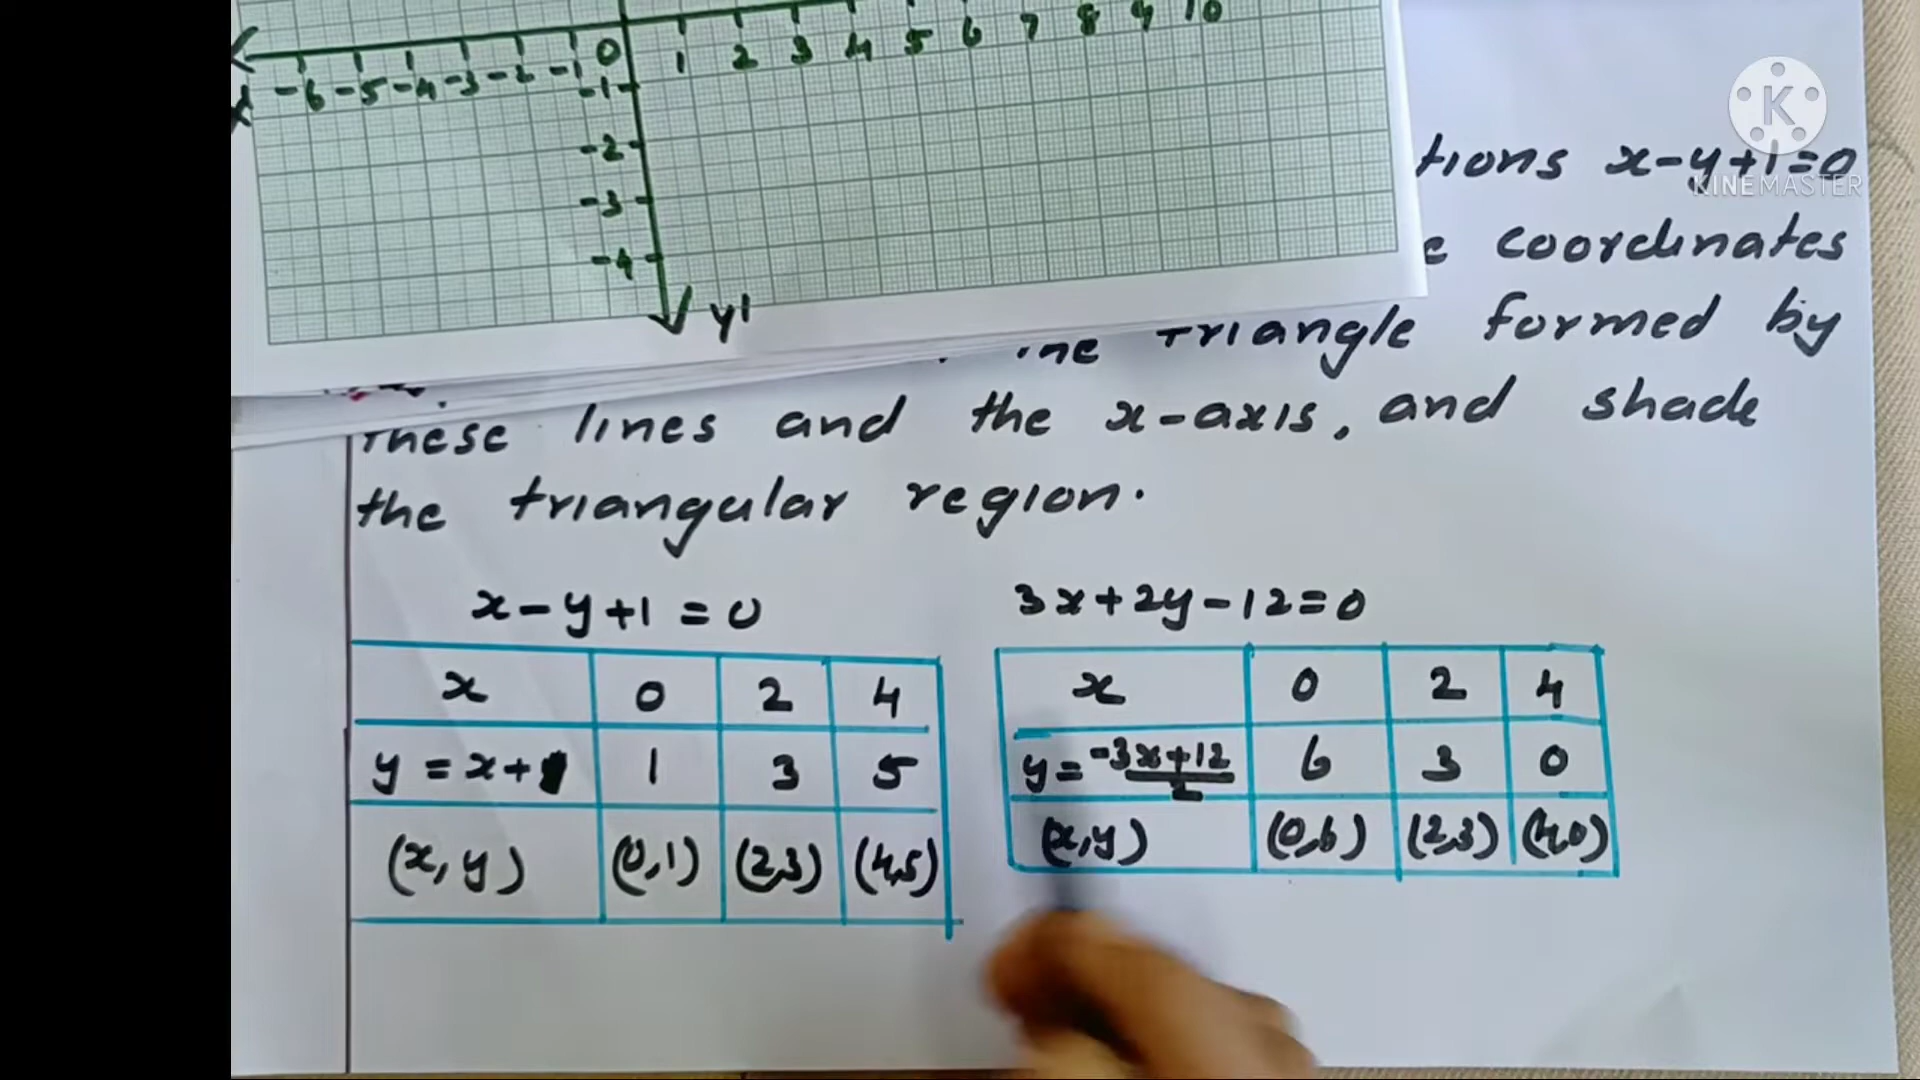 -6 -5 -4 -3 -2 -1 0 1 2 3 4 5 6 7 8 9 10
-1
-2
-3
-4
y'
K
KINEMASTER
tions x-y+1=0
coordinates
triangle formed by
these lines and the x-axis, and shade
the triangular region.
x-y+1=0
x 0 2 4
y=x+1 1 3 5
(x,y) (0,1) (2,3) (4,5)
3x+2y-12=0
x 0 2 4
y=-3x+12/2 6 3 0
(x,y) (0,6) (2,3) (4,0)